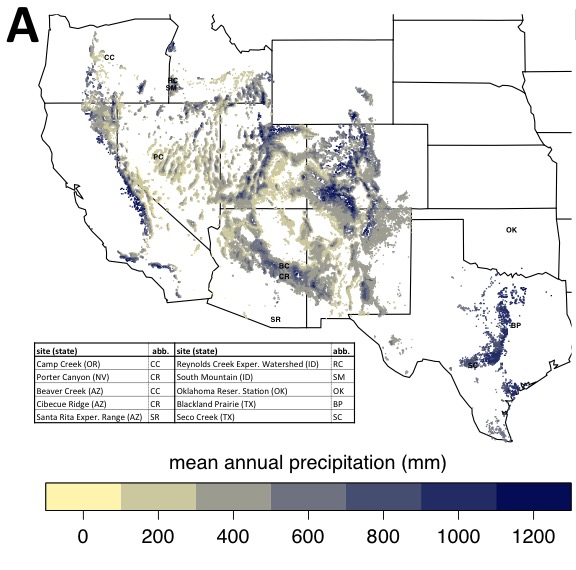 A
CC
RC
SM
PC
OK
BC
CR
SR
BP
SC
site (state) abb. site (state) abb.
Camp Creek (OR) CC Reynolds Creek Exper. Watershed (ID) RC
Porter Canyon (NV) CR South Mountain (ID) SM
Beaver Creek (AZ) CC Oklahoma Reser. Station (OK) OK
Cibecue Ridge (AZ) CR Blackland Prairie (TX) BP
Santa Rita Exper. Range (AZ) SR Seco Creek (TX) SC
mean annual precipitation (mm)
0 200 400 600 800 1000 1200